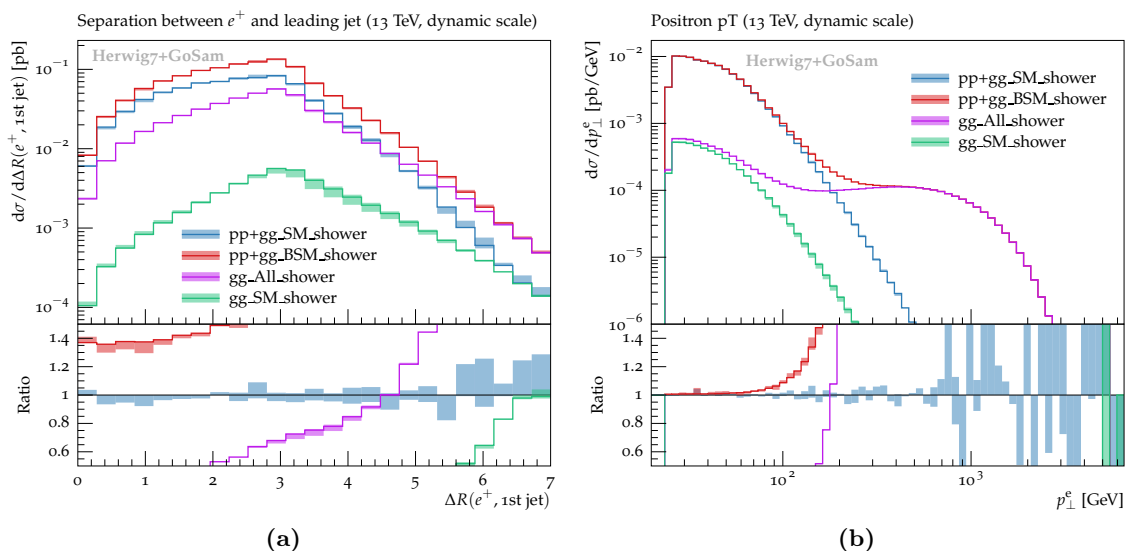 Separation between e⁺ and leading jet (13 TeV, dynamic scale)
Herwig7+GoSam
dσ/dΔR(e⁺, 1st jet) [pb]
10⁻¹
10⁻²
10⁻³
10⁻⁴
pp+gg_SM_shower
pp+gg_BSM_shower
gg_All_shower
gg_SM_shower
Ratio
1.4
1.2
1
0.8
0.6
0 1 2 3 4 5 6 7
ΔR(e⁺, 1st jet)
(a)
Positron pT (13 TeV, dynamic scale)
Herwig7+GoSam
dσ/dp⊥ᵉ [pb/GeV]
10⁻²
10⁻³
10⁻⁴
10⁻⁵
10⁻⁶
pp+gg_SM_shower
pp+gg_BSM_shower
gg_All_shower
gg_SM_shower
Ratio
1.4
1.2
1
0.8
0.6
10² 10³
p⊥ᵉ [GeV]
(b)